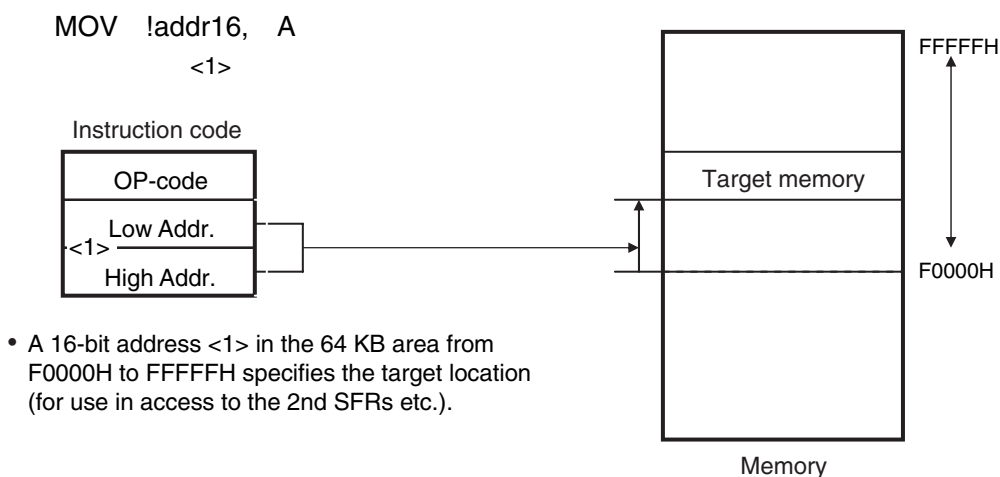 MOV !addr16, A
<1>
Instruction code
OP-code
Low Addr.
<1>
High Addr.
FFFFFH
Target memory
F0000H
Memory
• A 16-bit address <1> in the 64 KB area from
F0000H to FFFFFH specifies the target location
(for use in access to the 2nd SFRs etc.).